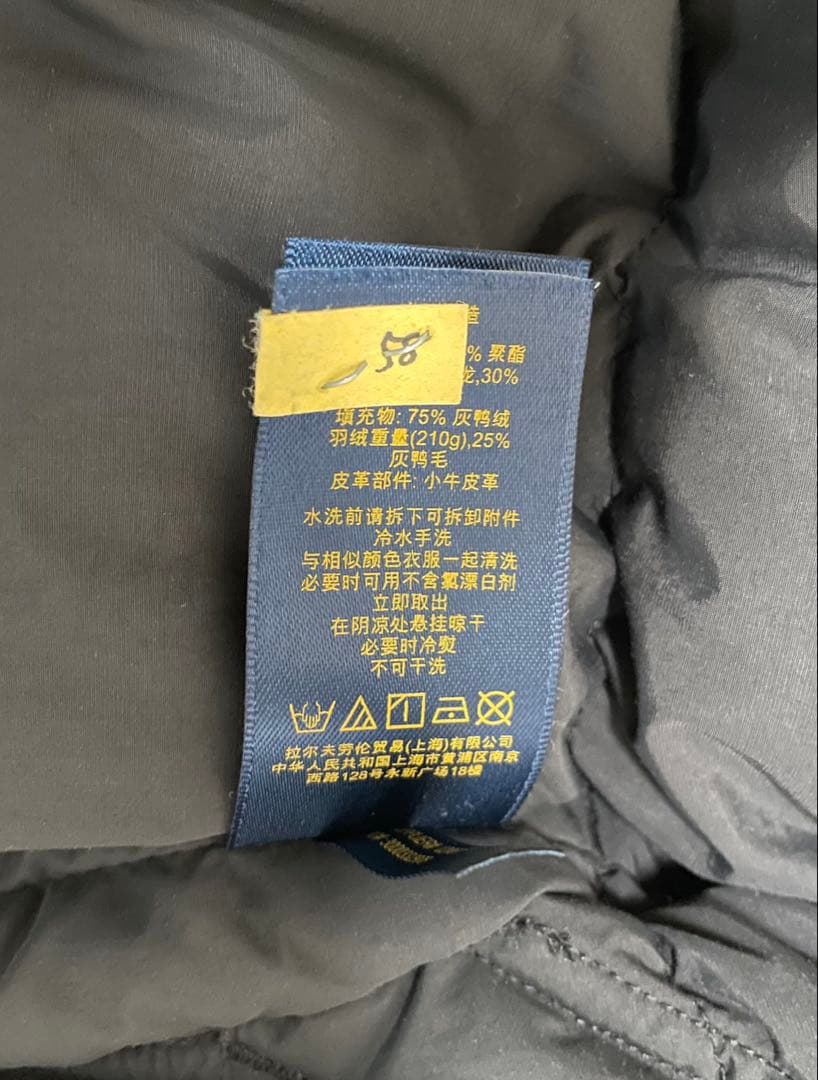 造
% 聚酯
龙,30%
填充物: 75% 灰鸭绒
羽绒重量(210g),25%
灰鸭毛
皮革部件: 小牛皮革
水洗前请拆下可拆卸附件
冷水手洗
与相似颜色衣服一起清洗
必要时可用不含氯漂白剂
立即取出
在阴凉处悬挂晾干
必要时冷熨
不可干洗
拉尔夫劳伦贸易(上海)有限公司
中华人民共和国上海市黄浦区南京
西路128号永新广场18楼